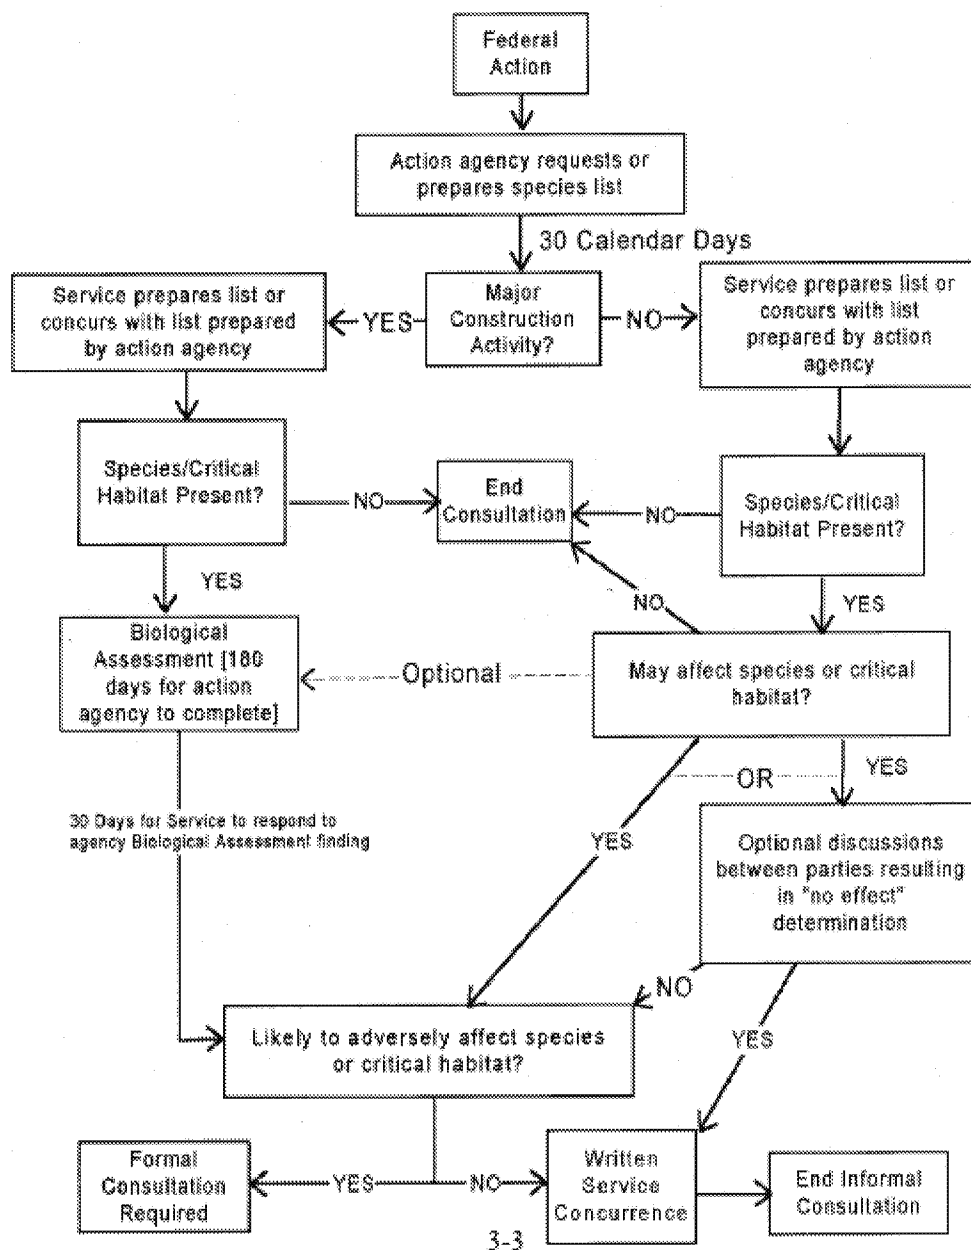 Federal
Action
Action agency requests or
prepares species list
30 Calendar Days
Service prepares list or
concurs with list prepared
by action agency
YES
Major
Construction
Activity?
NO
Service prepares list or
concurs with list
prepared by action
agency
Species/Critical
Habitat Present?
NO
End
Consultation
NO
Species/Critical
Habitat Present?
YES
NO
YES
Biological
Assessment [180
days for action
agency to complete]
Optional
May affect species or critical
habitat?
OR
YES
30 Days for Service to respond to
agency Biological Assessment finding
YES
Optional discussions
between parties resulting
in "no effect"
determination
NO
YES
Likely to adversely affect species
or critical habitat?
Formal
Consultation
Required
YES
NO
Written
Service
Concurrence
End Informal
Consultation
3-3